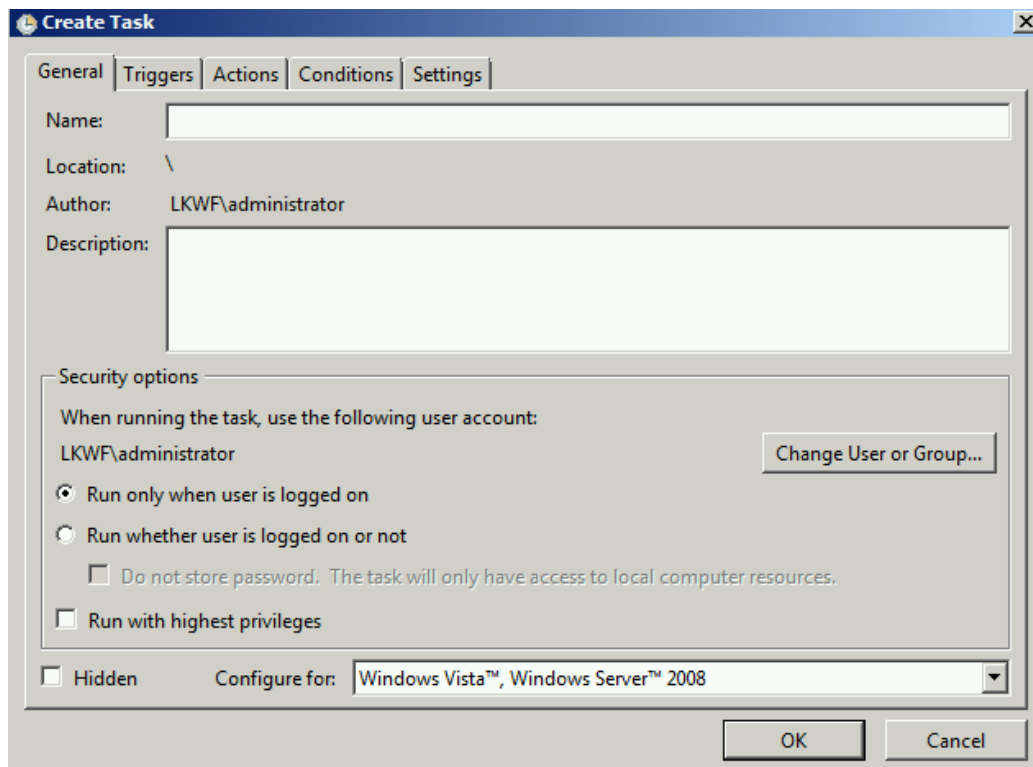 Create Task
General Triggers Actions Conditions Settings
Name:
Location: \
Author: LKWF\administrator
Description:
Security options
When running the task, use the following user account:
LKWF\administrator Change User or Group...
Run only when user is logged on
Run whether user is logged on or not
Do not store password. The task will only have access to local computer resources.
Run with highest privileges
Hidden Configure for: Windows Vista™, Windows Server™ 2008
OK Cancel